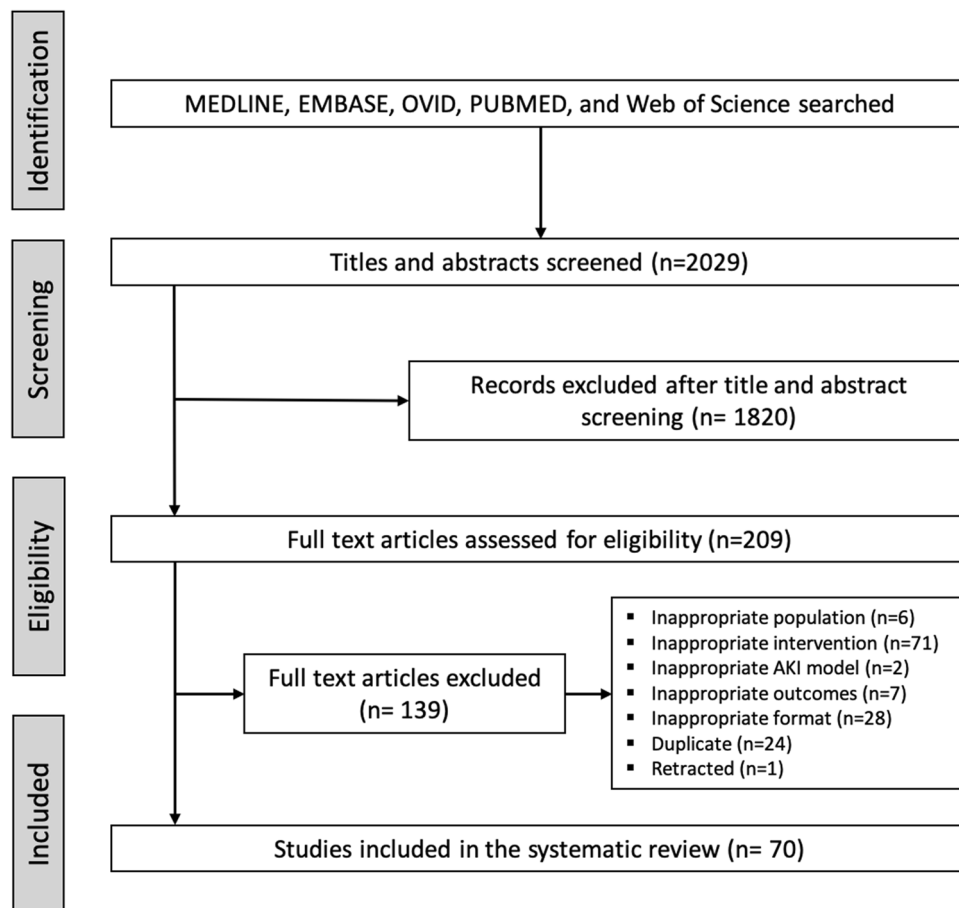 Identification
MEDLINE, EMBASE, OVID, PUBMED, and Web of Science searched
Screening
Titles and abstracts screened (n=2029)
Records excluded after title and abstract
screening (n= 1820)
Eligibility
Full text articles assessed for eligibility (n=209)
Full text articles excluded
(n= 139)
▪ Inappropriate population (n=6)
▪ Inappropriate intervention (n=71)
▪ Inappropriate AKI model (n=2)
▪ Inappropriate outcomes (n=7)
▪ Inappropriate format (n=28)
▪ Duplicate (n=24)
▪ Retracted (n=1)
Included
Studies included in the systematic review (n= 70)